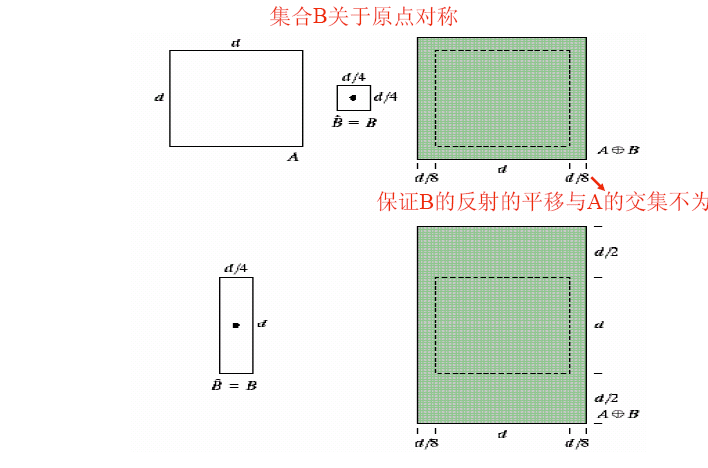 集合B关于原点对称
d
d
A
d/4
d/4
B̂ = B
A⊕B
d/8
d
d/8
保证B的反射的平移与A的交集不为
d/4
d
B̂ = B
d/2
d
d/2
A⊕B
d/8
d
d/8